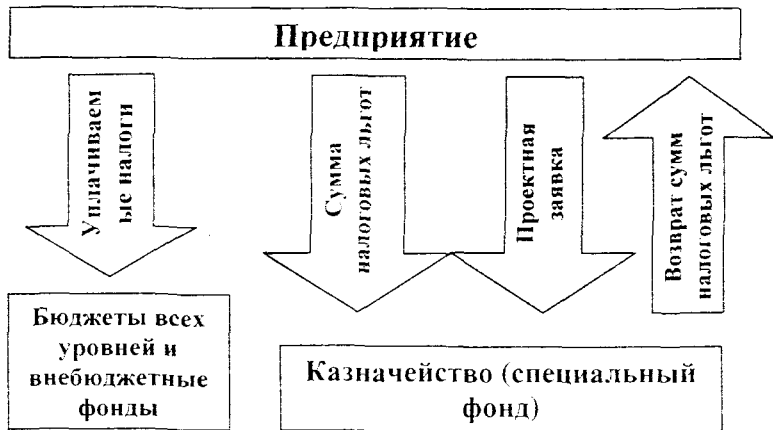 Предприятие
Уплачиваем
ые налоги
Сумма
налоговых льгот
Проектная
заявка
Возврат сумм
налоговых льгот
Бюджеты всех
уровней и
внебюджетные
фонды
Казначейство (специальный
фонд)